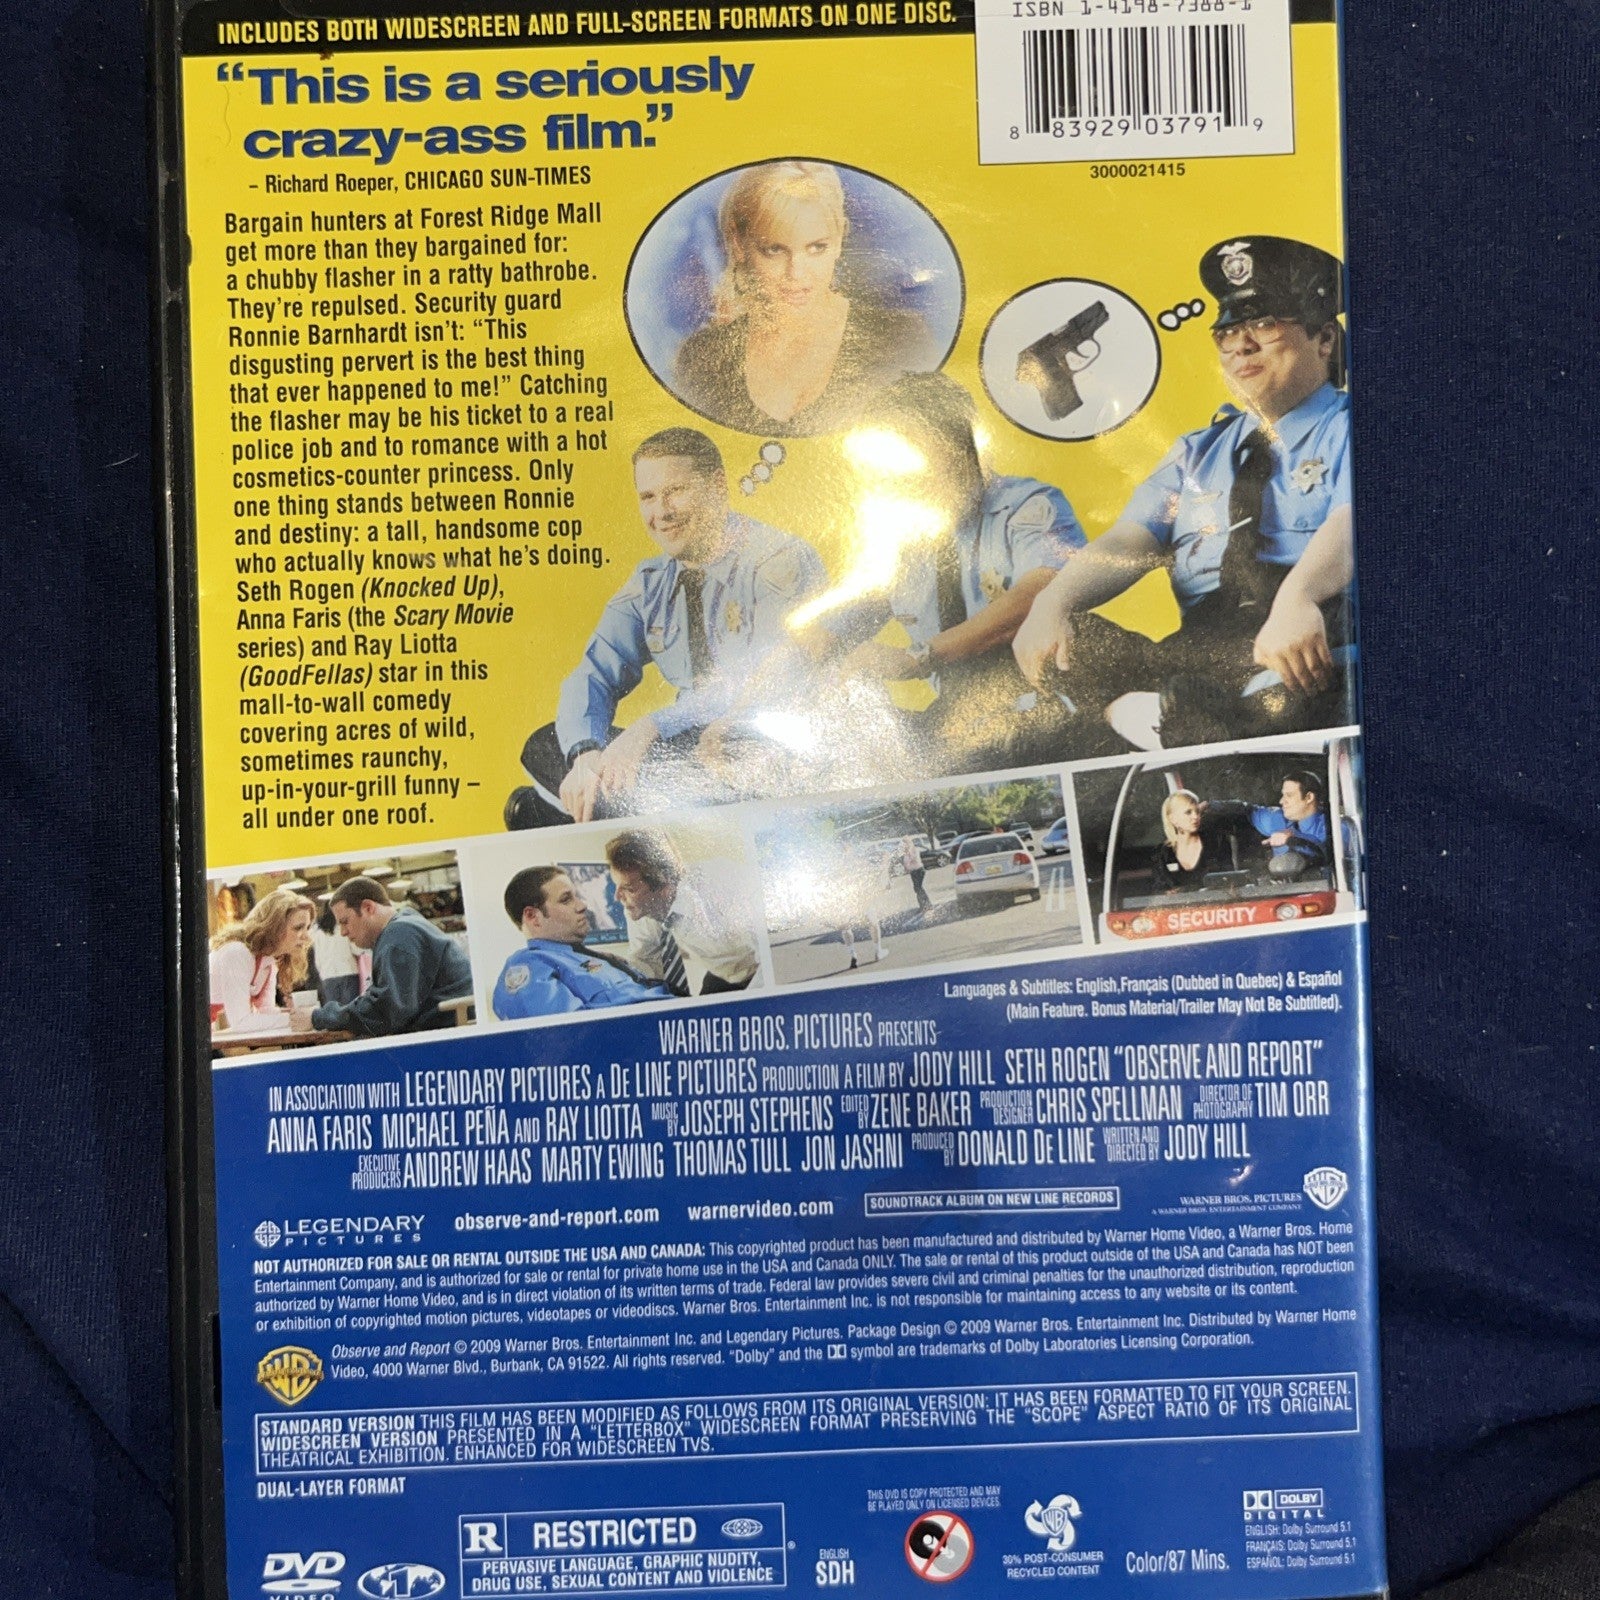 INCLUDES BOTH WIDESCREEN AND FULL-SCREEN FORMATS ON ONE DISC.
ISBN 1-4198-7388-1
8 83929 03791 9
3000021415
“This is a seriously
crazy-ass film.”
– Richard Roeper, CHICAGO SUN-TIMES
Bargain hunters at Forest Ridge Mall
get more than they bargained for:
a chubby flasher in a ratty bathrobe.
They're repulsed. Security guard
Ronnie Barnhardt isn't: “This
disgusting pervert is the best thing
that ever happened to me!” Catching
the flasher may be his ticket to a real
police job and to romance with a hot
cosmetics-counter princess. Only
one thing stands between Ronnie
and destiny: a tall, handsome cop
who actually knows what he's doing.
Seth Rogen (Knocked Up),
Anna Faris (the Scary Movie
series) and Ray Liotta
(GoodFellas) star in this
mall-to-wall comedy
covering acres of wild,
sometimes raunchy,
up-in-your-grill funny –
all under one roof.
SECURITY
Languages & Subtitles: English,Français (Dubbed in Quebec) & Español
(Main Feature. Bonus Material/Trailer May Not Be Subtitled).
WARNER BROS. PICTURES PRESENTS
IN ASSOCIATION WITH LEGENDARY PICTURES A DE LINE PICTURES PRODUCTION A FILM BY JODY HILL SETH ROGEN “OBSERVE AND REPORT”
ANNA FARIS MICHAEL PEÑA AND RAY LIOTTA MUSIC BY JOSEPH STEPHENS EDITED BY ZENE BAKER PRODUCTION DESIGNER CHRIS SPELLMAN DIRECTOR OF PHOTOGRAPHY TIM ORR
EXECUTIVE PRODUCERS ANDREW HAAS MARTY EWING THOMAS TULL JON JASHNI PRODUCED BY DONALD DE LINE WRITTEN AND DIRECTED BY JODY HILL
LEGENDARY
PICTURES
observe-and-report.com
warnervideo.com
SOUNDTRACK ALBUM ON NEW LINE RECORDS
WARNER BROS. PICTURES
A WARNER BROS. ENTERTAINMENT COMPANY
NOT AUTHORIZED FOR SALE OR RENTAL OUTSIDE THE USA AND CANADA: This copyrighted product has been manufactured and distributed by Warner Home Video, a Warner Bros. Home
Entertainment Company, and is authorized for sale or rental for private home use in the USA and Canada ONLY. The sale or rental of this product outside of the USA and Canada has NOT been
authorized by Warner Home Video, and is in direct violation of its written terms of trade. Federal law provides severe civil and criminal penalties for the unauthorized distribution, reproduction
or exhibition of copyrighted motion pictures, videotapes or videodiscs. Warner Bros. Entertainment Inc. is not responsible for maintaining access to any website or its content.
Observe and Report © 2009 Warner Bros. Entertainment Inc. and Legendary Pictures. Package Design © 2009 Warner Bros. Entertainment Inc. Distributed by Warner Home
Video, 4000 Warner Blvd., Burbank, CA 91522. All rights reserved. “Dolby” and the symbol are trademarks of Dolby Laboratories Licensing Corporation.
STANDARD VERSION THIS FILM HAS BEEN MODIFIED AS FOLLOWS FROM ITS ORIGINAL VERSION: IT HAS BEEN FORMATTED TO FIT YOUR SCREEN.
WIDESCREEN VERSION PRESENTED IN A “LETTERBOX” WIDESCREEN FORMAT PRESERVING THE “SCOPE” ASPECT RATIO OF ITS ORIGINAL
THEATRICAL EXHIBITION. ENHANCED FOR WIDESCREEN TVS.
DUAL-LAYER FORMAT
DVD
VIDEO
1
R RESTRICTED ®
PERVASIVE LANGUAGE, GRAPHIC NUDITY,
DRUG USE, SEXUAL CONTENT AND VIOLENCE
ENGLISH
SDH
THIS DVD IS COPY PROTECTED AND MAY
BE PLAYED ONLY ON LICENSED DEVICES.
WB
30% POST-CONSUMER
RECYCLED CONTENT
Color/87 Mins.
DOLBY
DIGITAL
ENGLISH: Dolby Surround 5.1
FRANÇAIS: Dolby Surround 5.1
ESPAÑOL: Dolby Surround 5.1